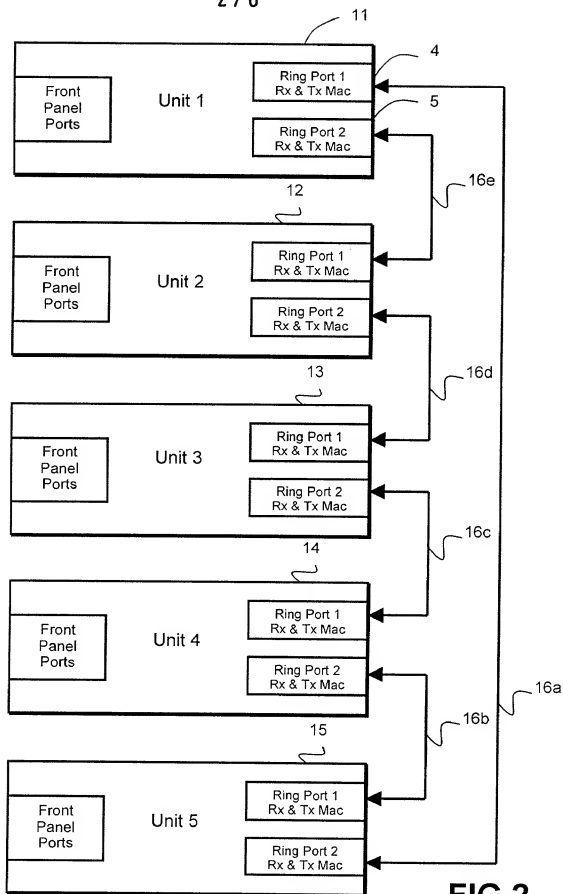 2/6
11
4
Front
Panel
Ports
Unit 1
Ring Port 1
Rx & Tx Mac
5
Ring Port 2
Rx & Tx Mac
16e
12
Front
Panel
Ports
Unit 2
Ring Port 1
Rx & Tx Mac
Ring Port 2
Rx & Tx Mac
16d
13
Front
Panel
Ports
Unit 3
Ring Port 1
Rx & Tx Mac
Ring Port 2
Rx & Tx Mac
16c
14
Front
Panel
Ports
Unit 4
Ring Port 1
Rx & Tx Mac
Ring Port 2
Rx & Tx Mac
16a
16b
15
Front
Panel
Ports
Unit 5
Ring Port 1
Rx & Tx Mac
Ring Port 2
Rx & Tx Mac
FIG 2